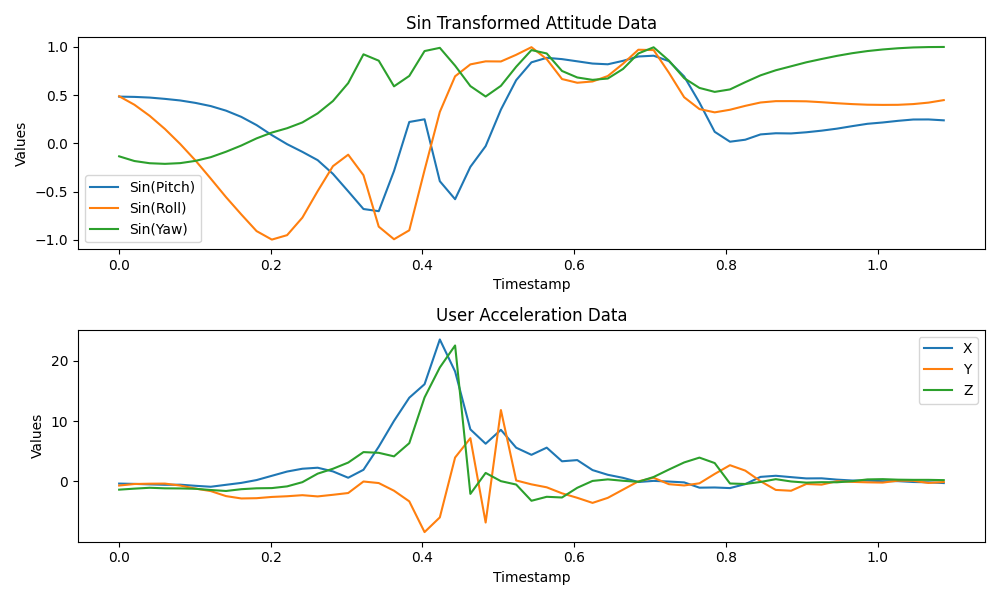 Sin Transformed Attitude Data
Values
1.0
0.5
0.0
−0.5
−1.0
Sin(Pitch)
Sin(Roll)
Sin(Yaw)
0.0 0.2 0.4 0.6 0.8 1.0
Timestamp
User Acceleration Data
Values
20
10
0
X
Y
Z
0.0 0.2 0.4 0.6 0.8 1.0
Timestamp